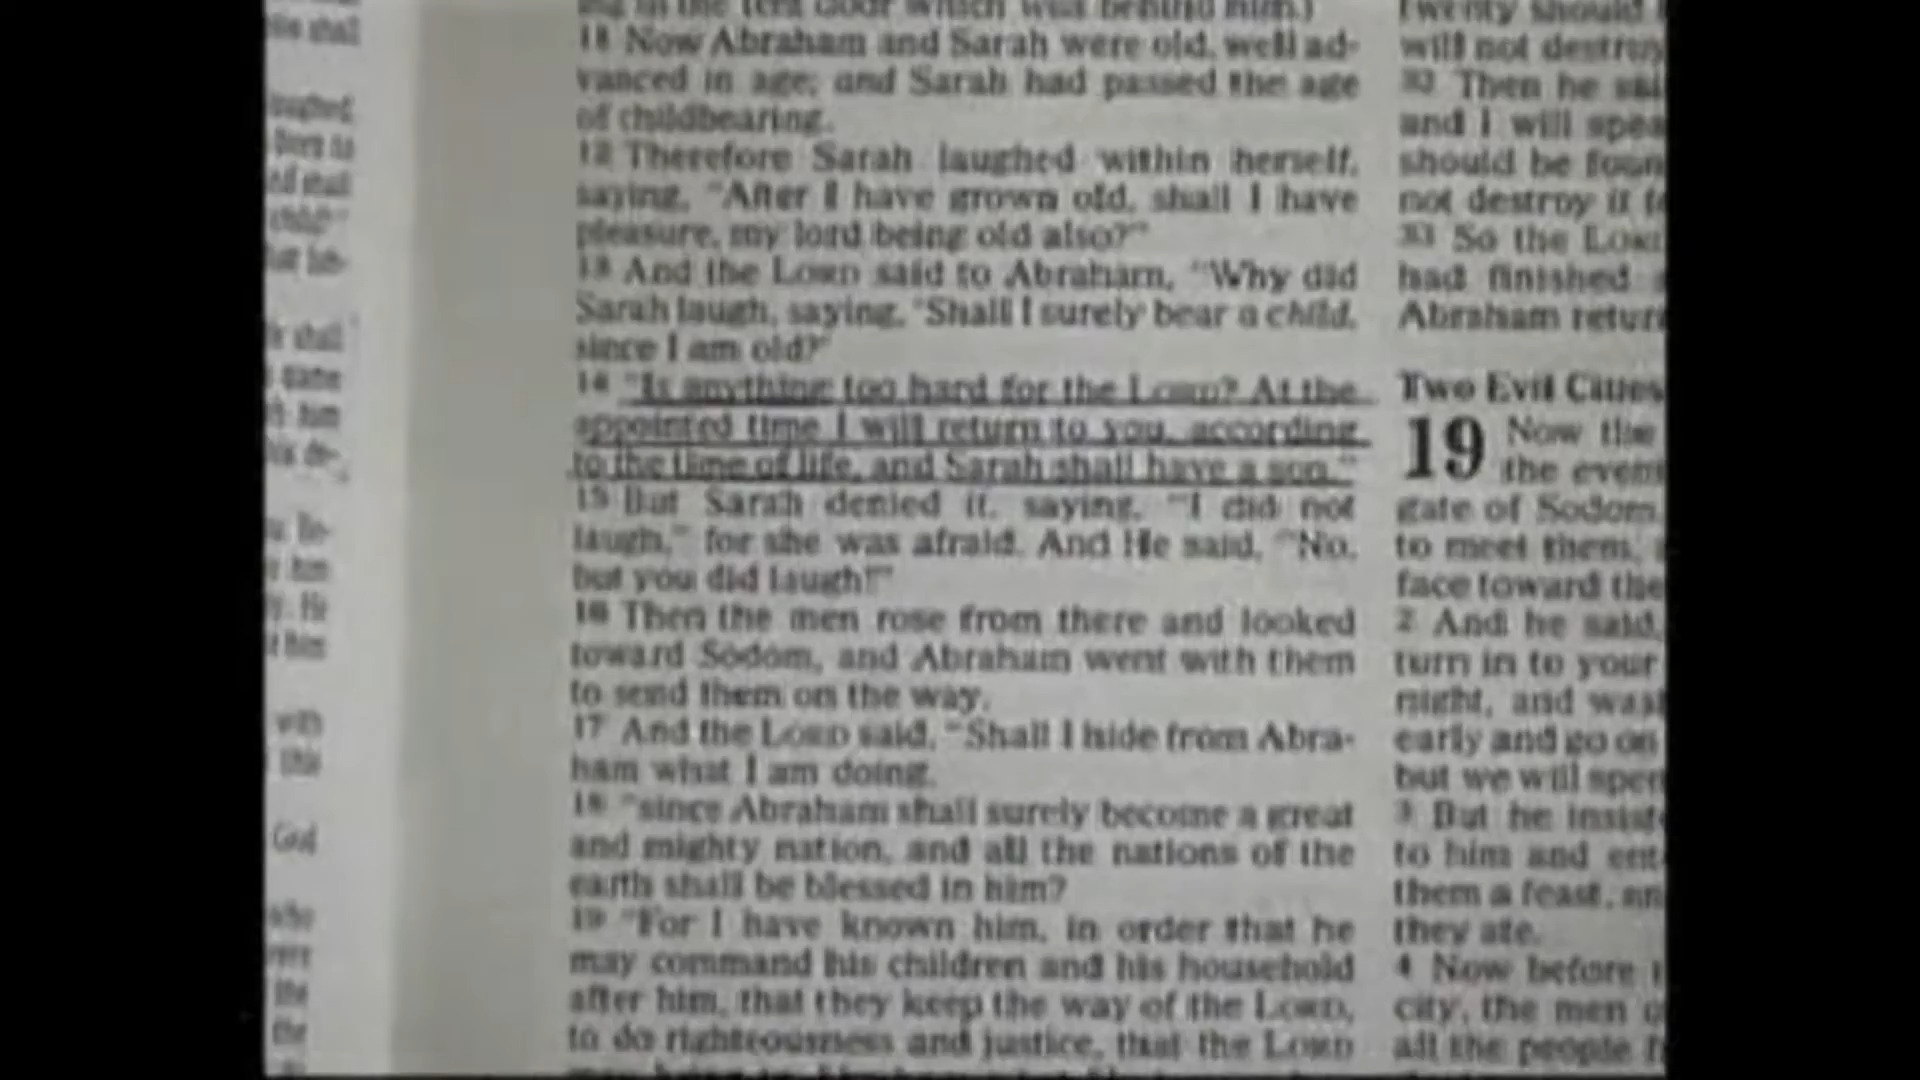 11 Now Abraham and Sarah were old, well ad-
vanced in age; and Sarah had passed the age
of childbearing.
12 Therefore Sarah laughed within herself,
saying, "After I have grown old, shall I have
pleasure, my lord being old also?"
13 And the LORD said to Abraham, "Why did
Sarah laugh, saying, 'Shall I surely bear a child,
since I am old?'
14 "Is anything too hard for the LORD? At the
appointed time I will return to you, according
to the time of life, and Sarah shall have a son."
15 But Sarah denied it, saying, "I did not
laugh," for she was afraid. And He said, "No,
but you did laugh!"
16 Then the men rose from there and looked
toward Sodom, and Abraham went with them
to send them on the way.
17 And the LORD said, "Shall I hide from Abra-
ham what I am doing,
18 "since Abraham shall surely become a great
and mighty nation, and all the nations of the
earth shall be blessed in him?
19 "For I have known him, in order that he
may command his children and his household
after him, that they keep the way of the LORD,
to do righteousness and justice, that the LORD
twenty should
will not destroy
32 Then he
and I will
should be
not destroy it
33 So the LORD
had finished
Abraham
Two Evil Cities
19 Now the
the
gate of Sodom,
to meet them,
face toward the
2 And he said,
turn in to your
night, and
early and go on
but we will
3 But he
to him and
them a feast,
they ate.
4 Now before
city, the men
all the people